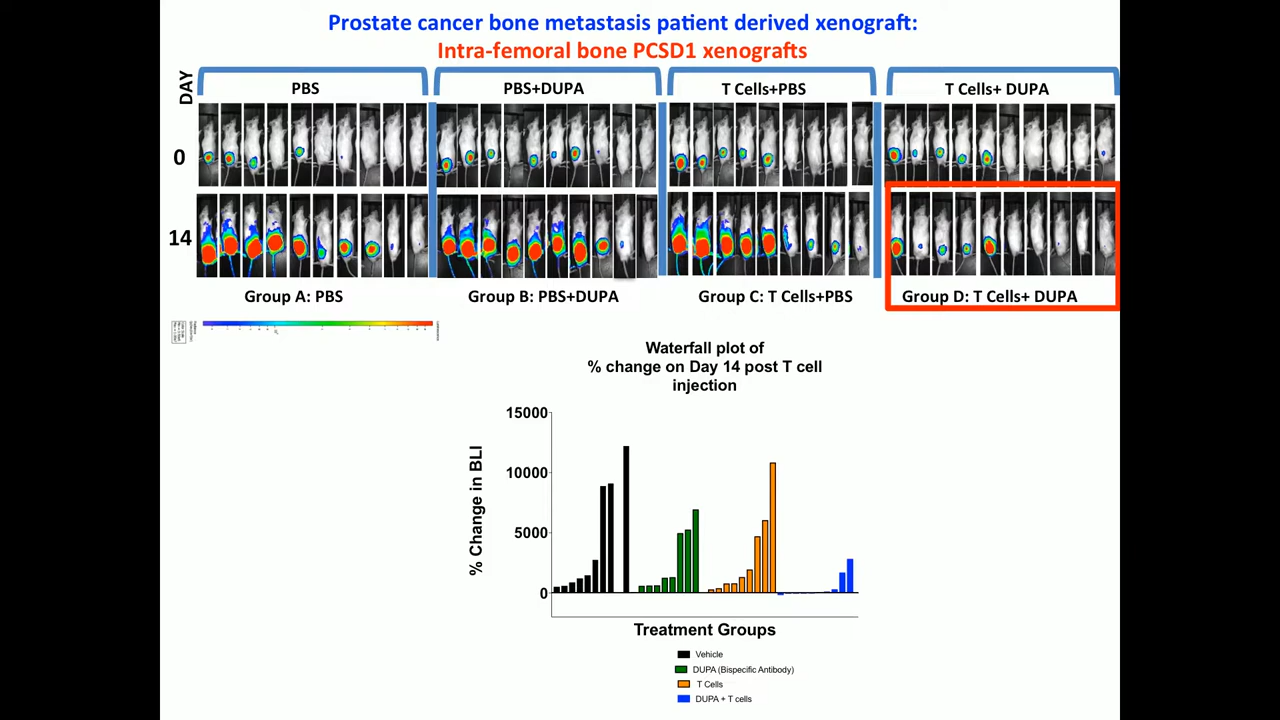 Prostate cancer bone metastasis patient derived xenograft:
Intra-femoral bone PCSD1 xenografts
DAY
PBS
PBS+DUPA
T Cells+PBS
T Cells+ DUPA
0
14
Group A: PBS
Group B: PBS+DUPA
Group C: T Cells+PBS
Group D: T Cells+ DUPA
Waterfall plot of
% change on Day 14 post T cell
injection
% Change in BLI
15000
10000
5000
0
Treatment Groups
Vehicle
DUPA (Bispecific Antibody)
T Cells
DUPA + T cells